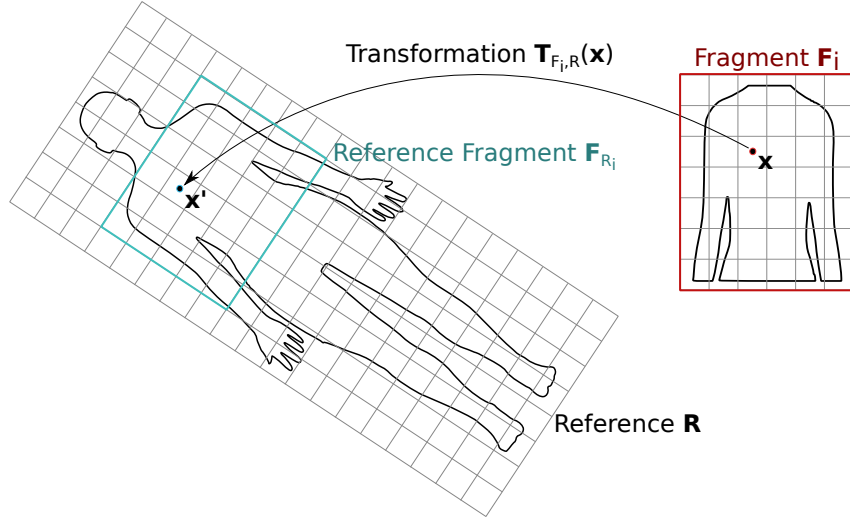 Transformation T_{F_i,R}(x)
Fragment F_i
Reference Fragment F_{R_i}
x
x'
Reference R